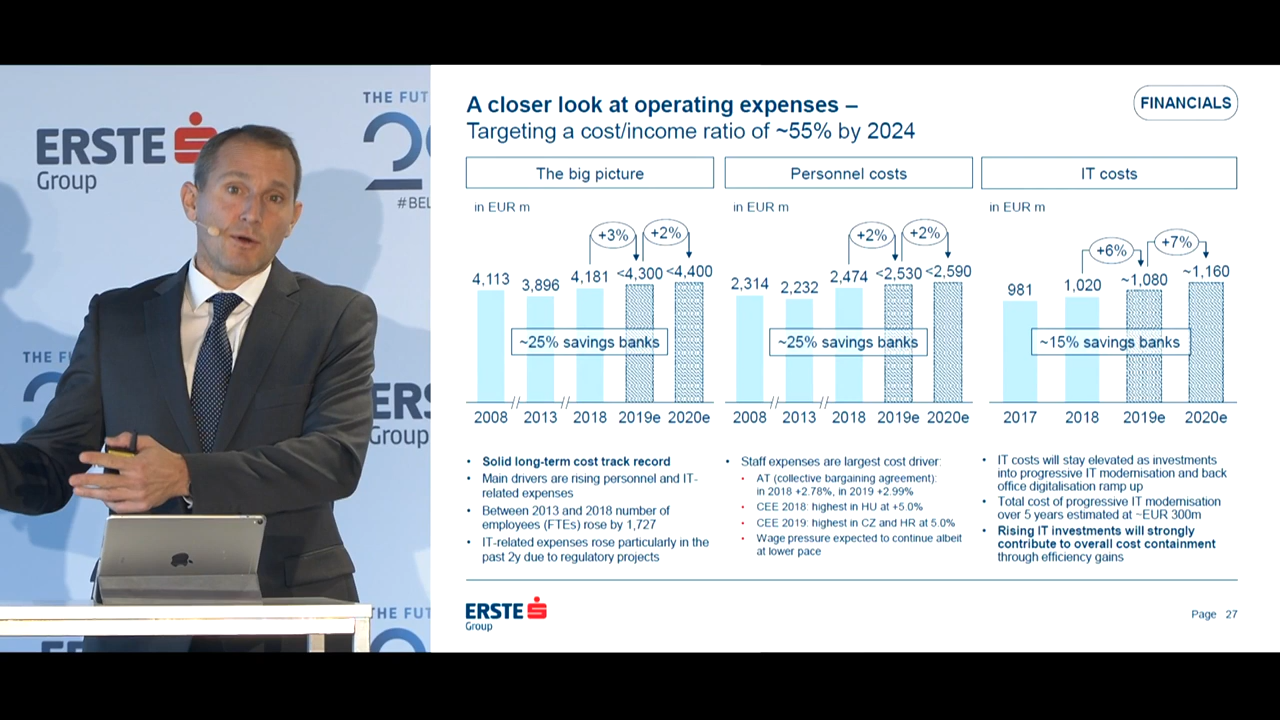 THE FUT
ERSTE
Group
#BEL
THE FU
ERS
Group
THE FUT
A closer look at operating expenses –
Targeting a cost/income ratio of ~55% by 2024
FINANCIALS
The big picture
in EUR m
+3% +2%
4,113 3,896 4,181 <4,300 <4,400
~25% savings banks
2008 2013 2018 2019e 2020e
• Solid long-term cost track record
• Main drivers are rising personnel and IT-
related expenses
• Between 2013 and 2018 number of
employees (FTEs) rose by 1,727
• IT-related expenses rose particularly in the
past 2y due to regulatory projects
Personnel costs
in EUR m
+2% +2%
2,314 2,232 2,474 <2,530 <2,590
~25% savings banks
2008 2013 2018 2019e 2020e
• Staff expenses are largest cost driver:
• AT (collective bargaining agreement):
in 2018 +2.78%, in 2019 +2.99%
• CEE 2018: highest in HU at +5.0%
• CEE 2019: highest in CZ and HR at 5.0%
• Wage pressure expected to continue albeit
at lower pace
IT costs
in EUR m
+6% +7%
981 1,020 ~1,080 ~1,160
~15% savings banks
2017 2018 2019e 2020e
• IT costs will stay elevated as investments
into progressive IT modernisation and back
office digitalisation ramp up
• Total cost of progressive IT modernisation
over 5 years estimated at ~EUR 300m
• Rising IT investments will strongly
contribute to overall cost containment
through efficiency gains
ERSTE
Group
Page 27